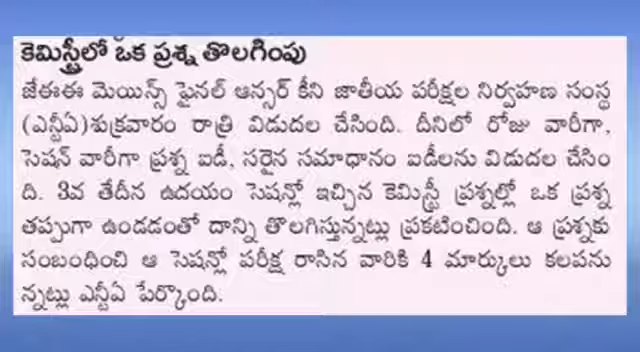 కెమిస్ట్రీలో ఒక ప్రశ్న తొలగింపు
జేఈఈ మెయిన్స్ ఫైనల్ ఆన్సర్ కీని జాతీయ పరీక్షల నిర్వహణ సంస్థ
(ఎన్టీఏ)శుక్రవారం రాత్రి విడుదల చేసింది. దీనిలో రోజు వారీగా,
సెషన్ వారీగా ప్రశ్న ఐడీ, సరైన సమాధానం ఐడీలను విడుదల చేసిం
ది. 3వ తేదీన ఉదయం సెషన్లో ఇచ్చిన కెమిస్ట్రీ ప్రశ్నల్లో ఒక ప్రశ్న
తప్పుగా ఉండడంతో దాన్ని తొలగిస్తున్నట్లు ప్రకటించింది. ఆ ప్రశ్నకు
సంబంధించి ఆ సెషన్లో పరీక్ష రాసిన వారికి 4 మార్కులు కలపను
న్నట్లు ఎన్టీఏ పేర్కొంది.